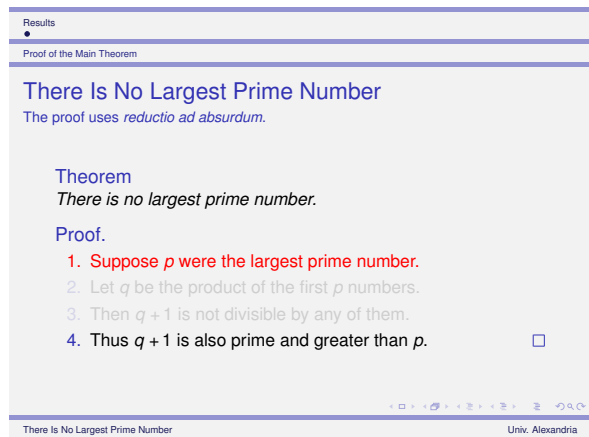 Results
Proof of the Main Theorem
There Is No Largest Prime Number
The proof uses reductio ad absurdum.
Theorem
There is no largest prime number.
Proof.
1. Suppose p were the largest prime number.
2. Let q be the product of the first p numbers.
3. Then q + 1 is not divisible by any of them.
4. Thus q + 1 is also prime and greater than p.
There Is No Largest Prime Number Univ. Alexandria